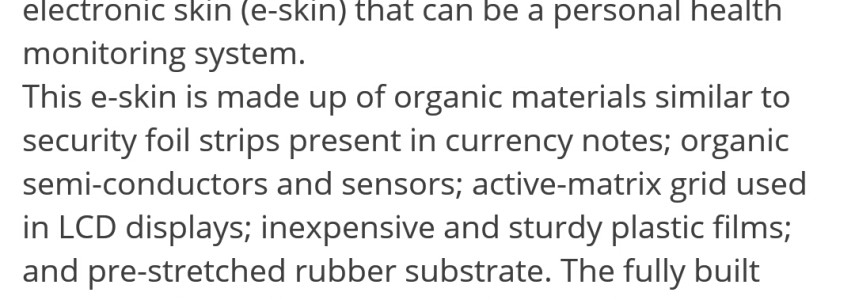 electronic skin (e-skin) that can be a personal health
monitoring system.
This e-skin is made up of organic materials similar to
security foil strips present in currency notes; organic
semi-conductors and sensors; active-matrix grid used
in LCD displays; inexpensive and sturdy plastic films;
and pre-stretched rubber substrate. The fully built